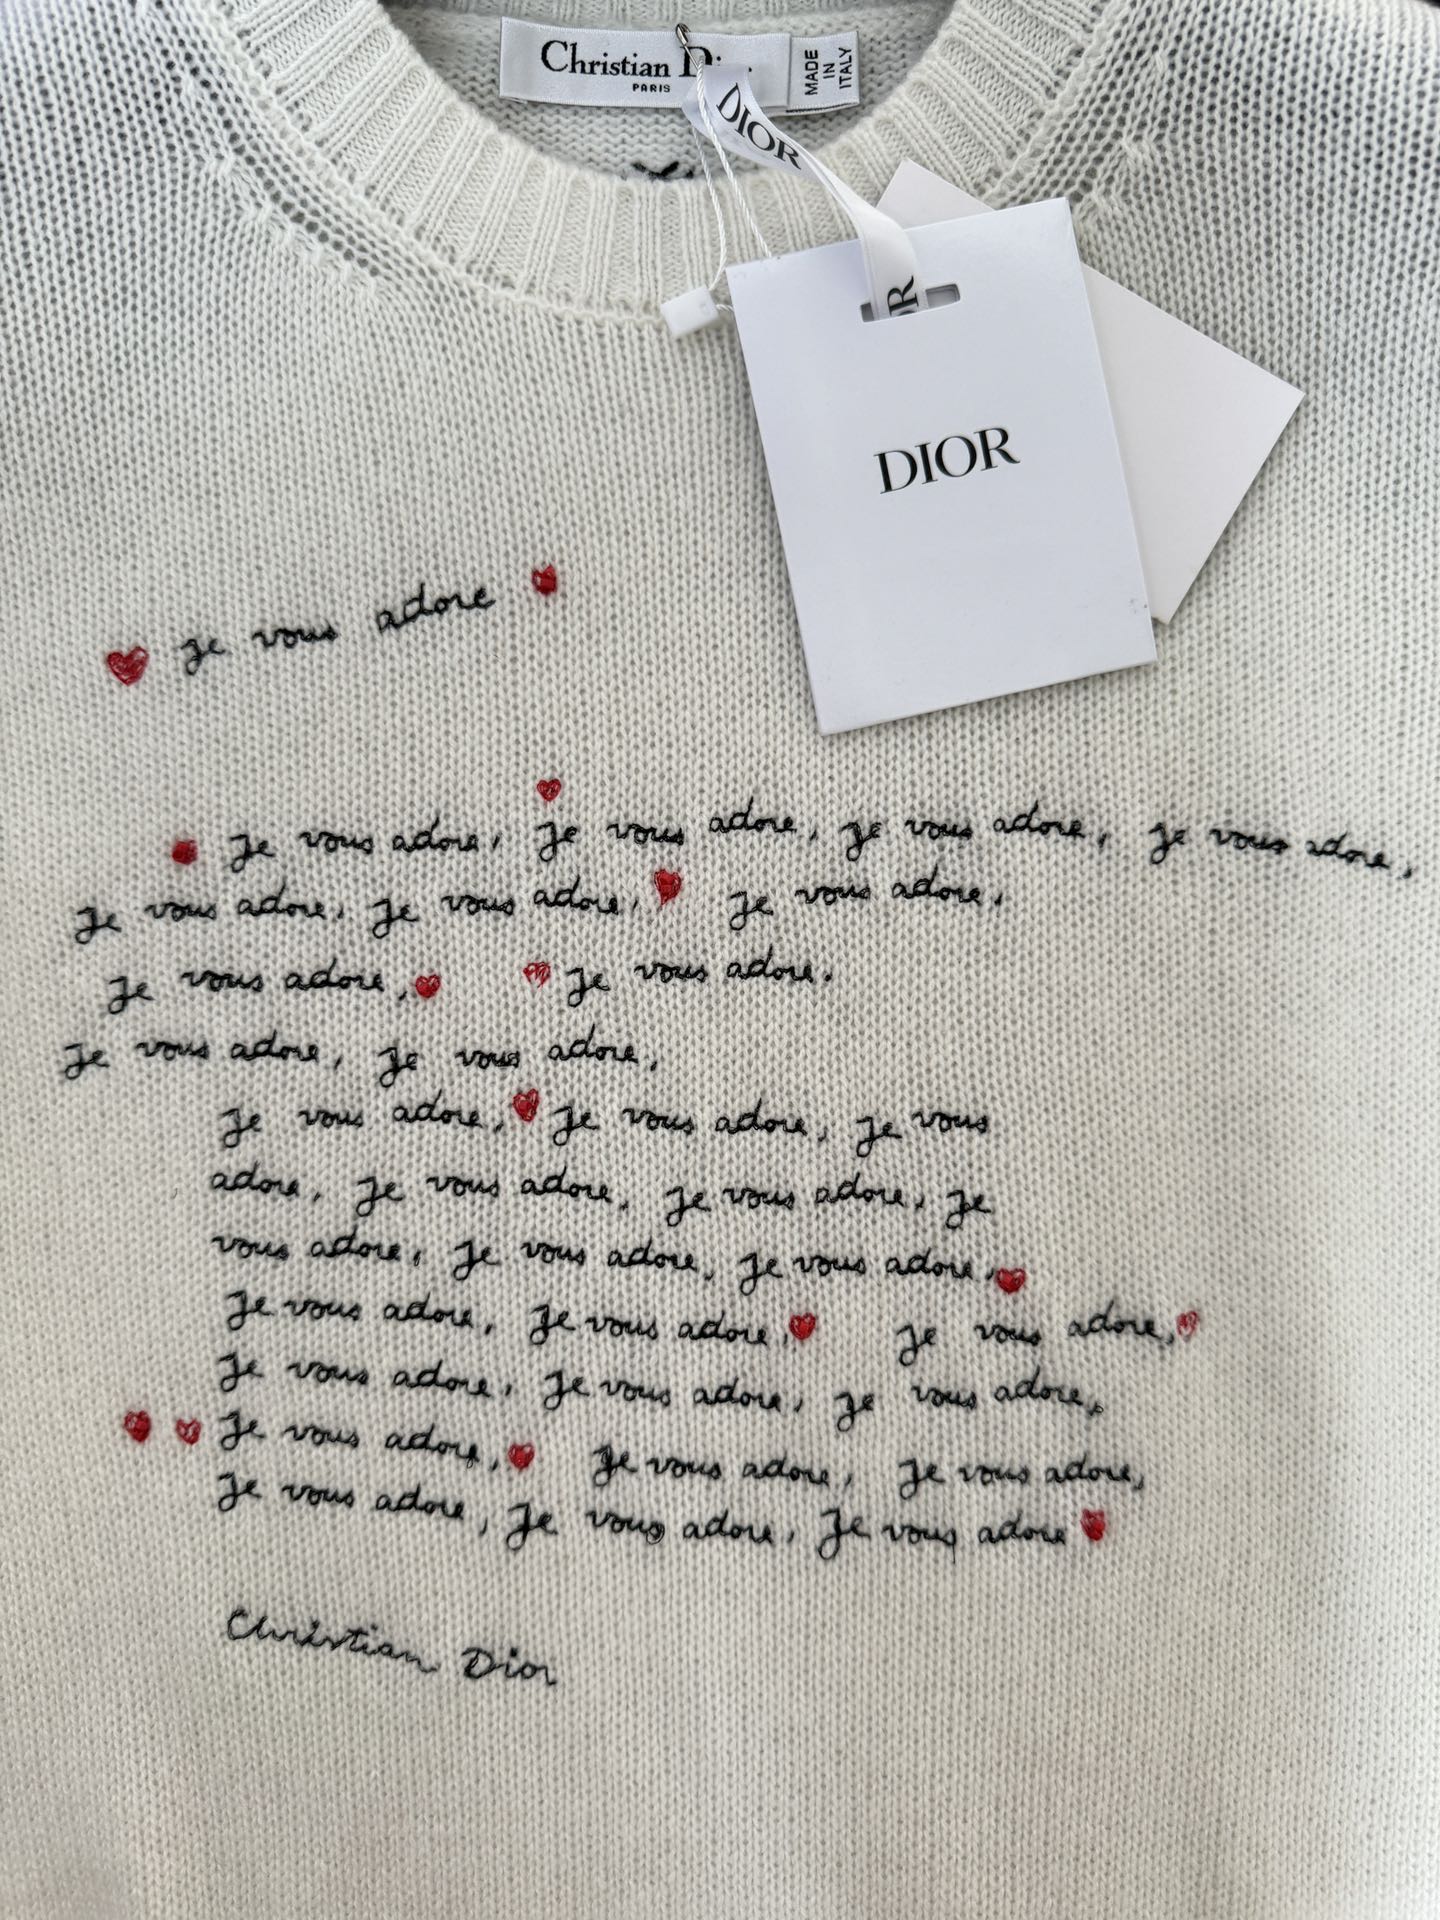 Christian
PARIS
MADE
IN
ITALY
DIOR
DIOR
je vous adore
Je vous adore, Je vous adore, je vous adore, je vous adore,
Je vous adore, Je vous adore, Je vous adore,
Je vous adore, Je vous adore.
Je vous adore, je vous adore,
Je vous adore, Je vous adore, Je vous
adore, Je vous adore, Je vous adore, Je
vous adore, Je vous adore, Je vous adore,
Je vous adore, Je vous adore, Je vous adore,
Je vous adore, Je vous adore, je vous adore,
Je vous adore, Je vous adore, Je vous adore,
Je vous adore, Je vous adore, Je vous adore
Christian Dior